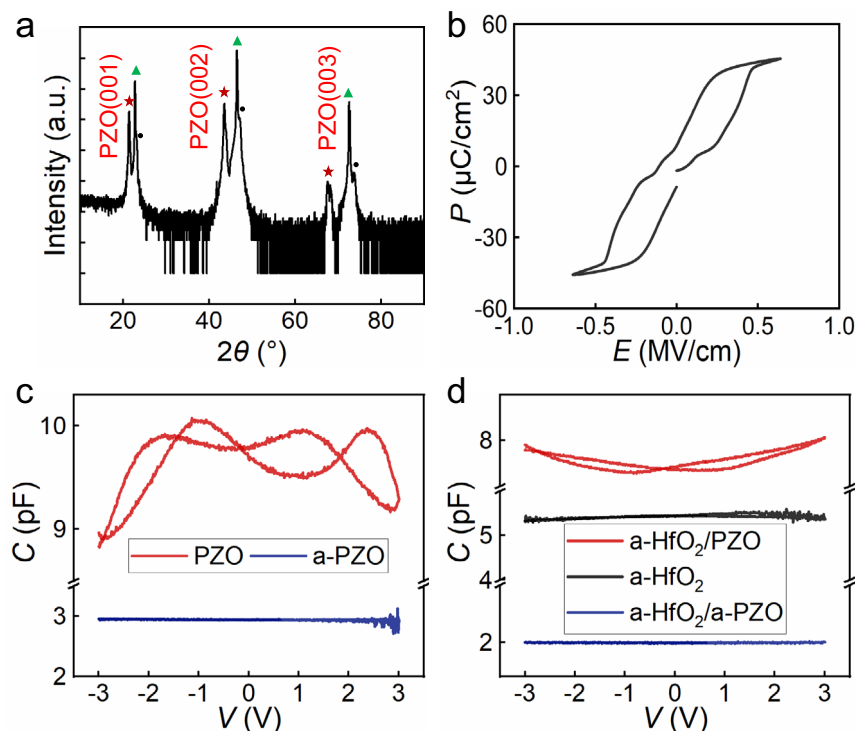 a
Intensity (a.u.)
PZO(001)
PZO(002)
PZO(003)
20
40
60
80
2θ (°)
b
P (μC/cm²)
60
30
0
-30
-60
-1.0
-0.5
0.0
0.5
1.0
E (MV/cm)
c
C (pF)
10
9
3
2
PZO
a-PZO
-3
-2
-1
0
1
2
3
V (V)
d
C (pF)
8
5
4
2
a-HfO₂/PZO
a-HfO₂
a-HfO₂/a-PZO
-3
-2
-1
0
1
2
3
V (V)